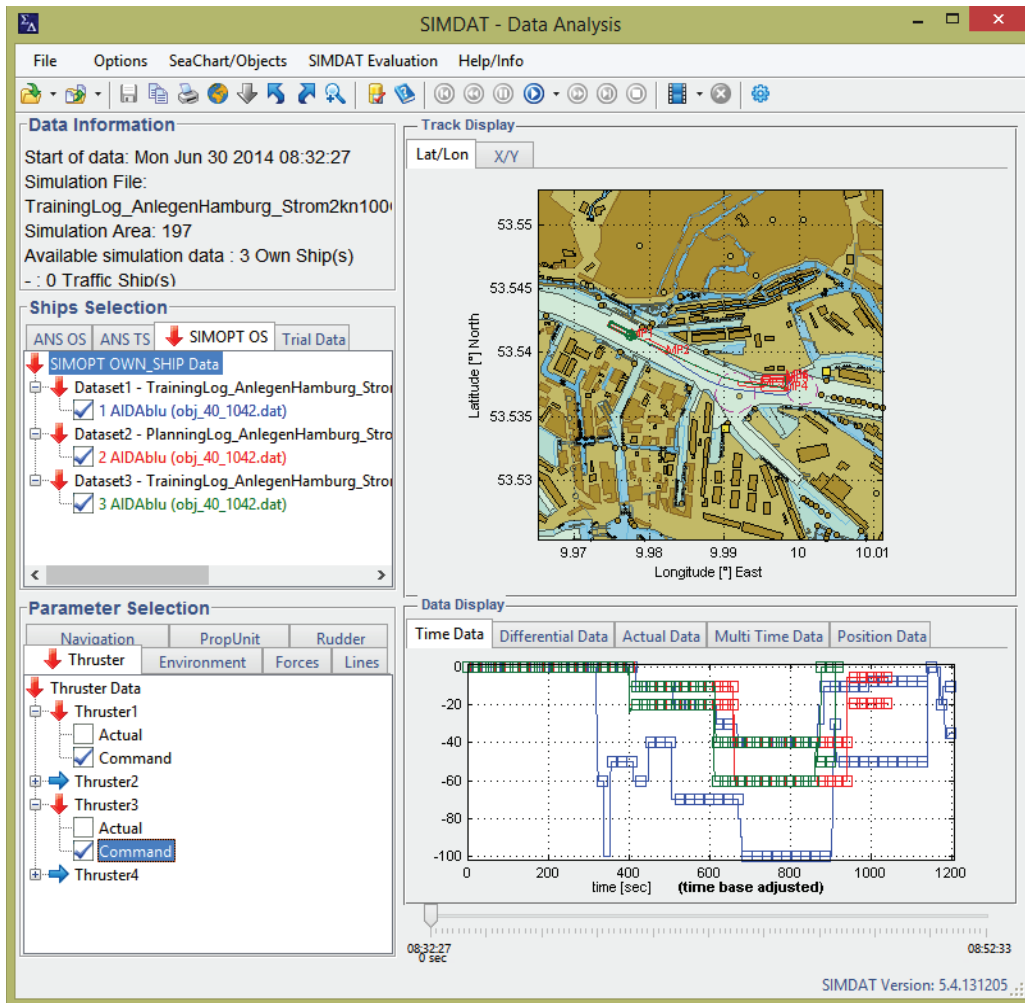 SIMDAT - Data Analysis
File Options SeaChart/Objects SIMDAT Evaluation Help/Info
Data Information
Start of data: Mon Jun 30 2014 08:32:27
Simulation File:
TrainingLog_AnlegenHamburg_Strom2kn100
Simulation Area: 197
Available simulation data : 3 Own Ship(s)
- : 0 Traffic Ship(s)
Ships Selection
ANS OS ANS TS SIMOPT OS Trial Data
SIMOPT OWN_SHIP Data
Dataset1 - TrainingLog_AnlegenHamburg_Stro
1 AIDAblu (obj_40_1042.dat)
Dataset2 - PlanningLog_AnlegenHamburg_Stro
2 AIDAblu (obj_40_1042.dat)
Dataset3 - TrainingLog_AnlegenHamburg_Stro
3 AIDAblu (obj_40_1042.dat)
Parameter Selection
Navigation PropUnit Rudder
Thruster Environment Forces Lines
Thruster Data
Thruster1
Actual
Command
Thruster2
Thruster3
Actual
Command
Thruster4
Track Display
Lat/Lon X/Y
Latitude [°] North
53.55
53.545
53.54
53.535
53.53
MP3
MP4
9.97 9.98 9.99 10 10.01
Longitude [°] East
Data Display
Time Data Differential Data Actual Data Multi Time Data Position Data
0
-20
-40
-60
-80
-100
0 200 400 600 800 1000 1200
time [sec] (time base adjusted)
08:32:27 08:52:33
0 sec
SIMDAT Version: 5.4.131205